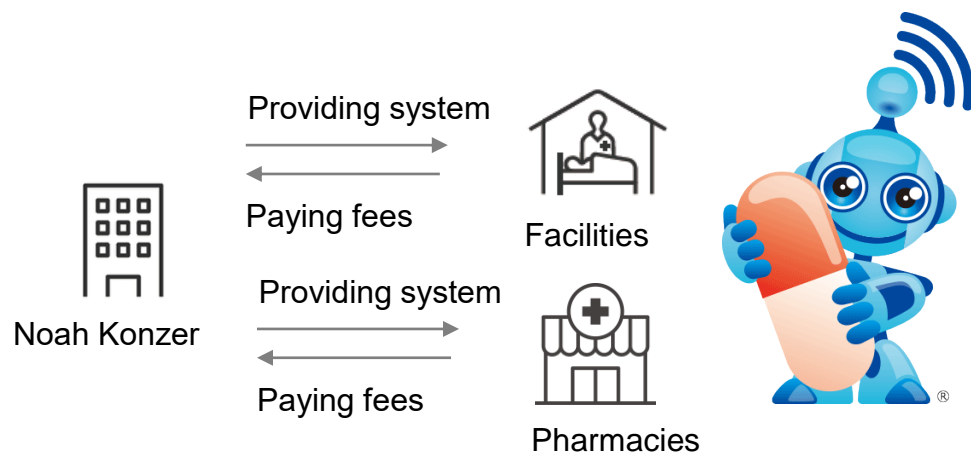 Providing system
Paying fees
Facilities
Noah Konzer
Providing system
Paying fees
Pharmacies
®